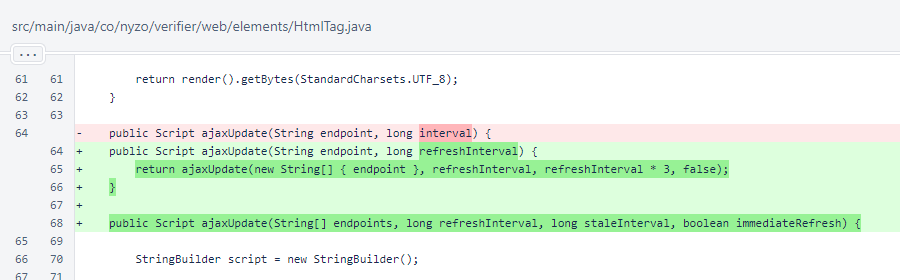 src/main/java/co/nyzo/verifier/web/elements/HtmlTag.java
...
61 61 return render().getBytes(StandardCharsets.UTF_8);
62 62 }
63 63
64 - public Script ajaxUpdate(String endpoint, long interval) {
64 + public Script ajaxUpdate(String endpoint, long refreshInterval) {
65 + return ajaxUpdate(new String[] { endpoint }, refreshInterval, refreshInterval * 3, false);
66 + }
67 +
68 + public Script ajaxUpdate(String[] endpoints, long refreshInterval, long staleInterval, boolean immediateRefresh) {
65 69
66 70 StringBuilder script = new StringBuilder();
67 71